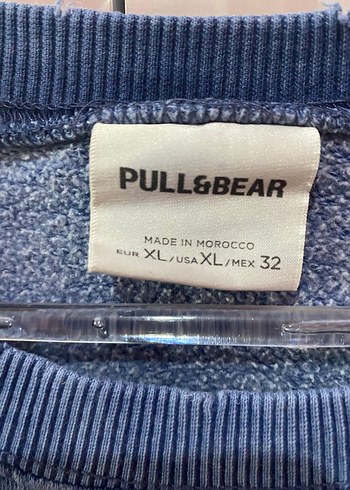 PULL&BEAR
MADE IN MOROCCO
EUR XL/USA XL/MEX 32